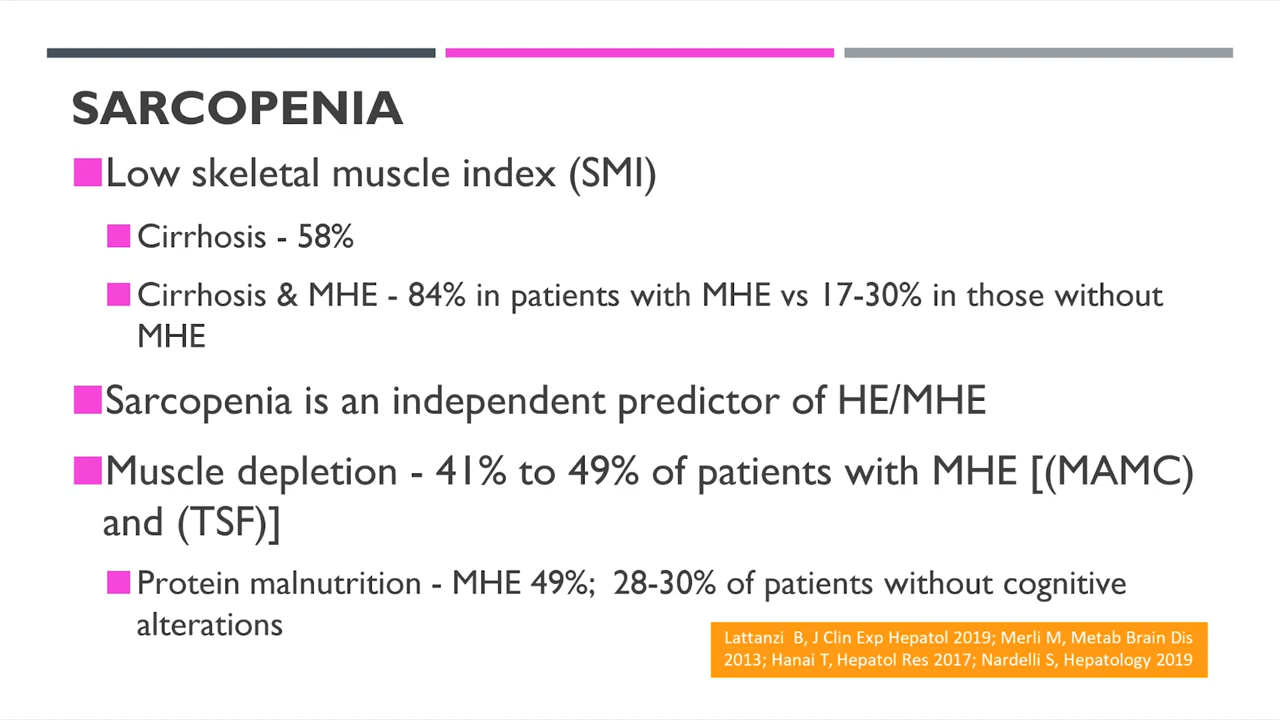 SARCOPENIA
Low skeletal muscle index (SMI)
Cirrhosis - 58%
Cirrhosis & MHE - 84% in patients with MHE vs 17-30% in those without
MHE
Sarcopenia is an independent predictor of HE/MHE
Muscle depletion - 41% to 49% of patients with MHE [(MAMC)
and (TSF)]
Protein malnutrition - MHE 49%; 28-30% of patients without cognitive
alterations
Lattanzi B, J Clin Exp Hepatol 2019; Merli M, Metab Brain Dis
2013; Hanai T, Hepatol Res 2017; Nardelli S, Hepatology 2019